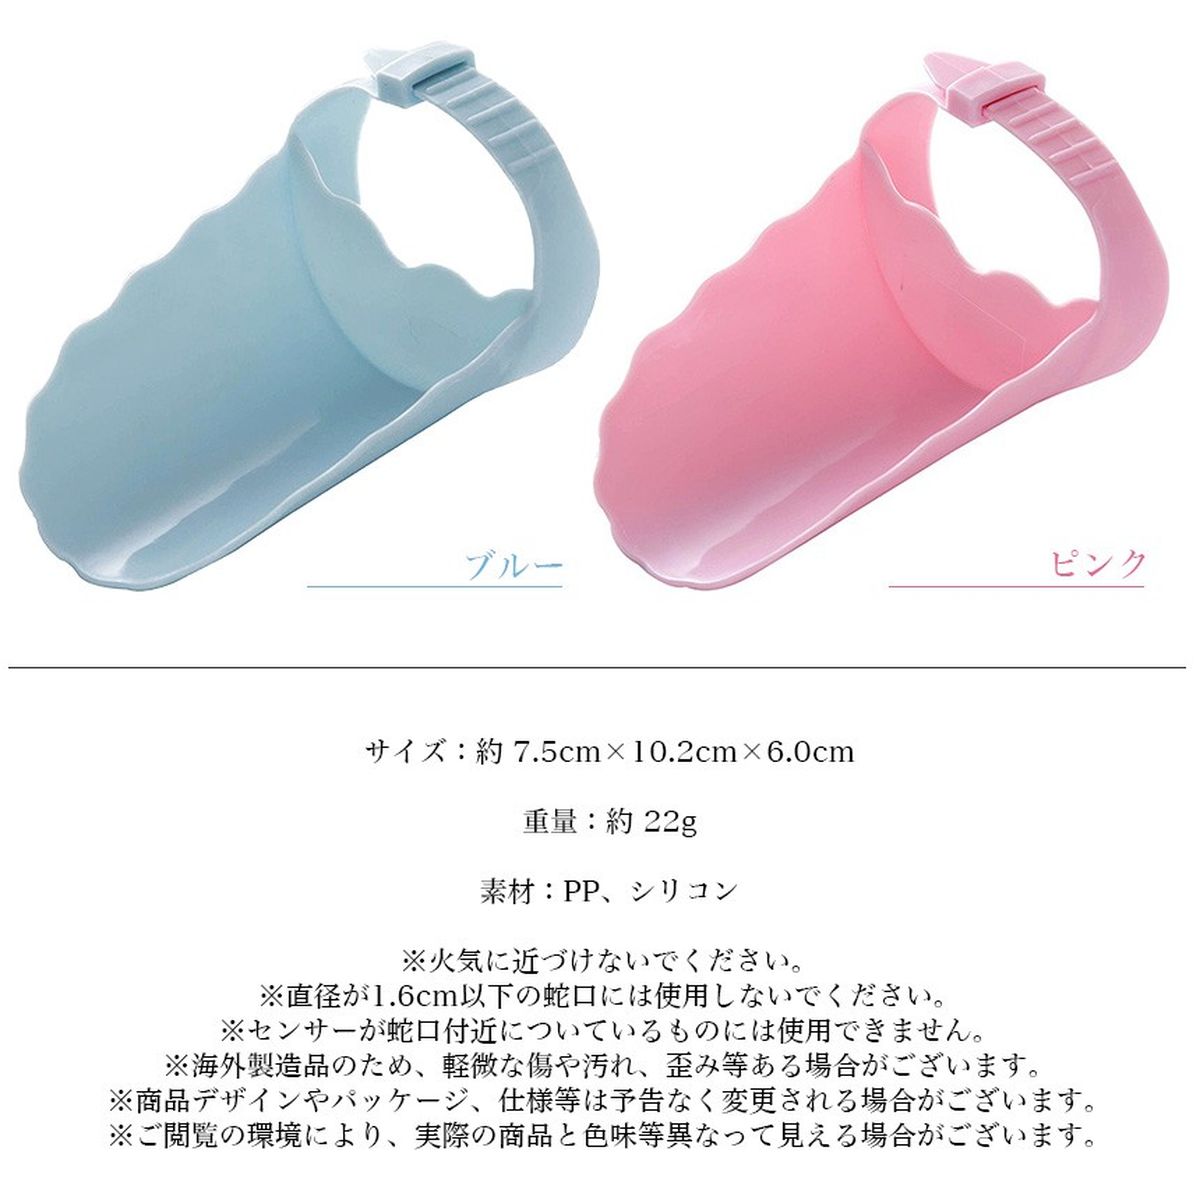 ブルー
ピンク
サイズ：約 7.5cm×10.2cm×6.0cm
重量：約 22g
素材：PP、シリコン
※火気に近づけないでください。
※直径が1.6cm以下の蛇口には使用しないでください。
※センサーが蛇口付近についているものには使用できません。
※海外製造品のため、軽微な傷や汚れ、歪み等ある場合がございます。
※商品デザインやパッケージ、仕様等は予告なく変更される場合がございます。
※ご閲覧の環境により、実際の商品と色味等異なって見える場合がございます。